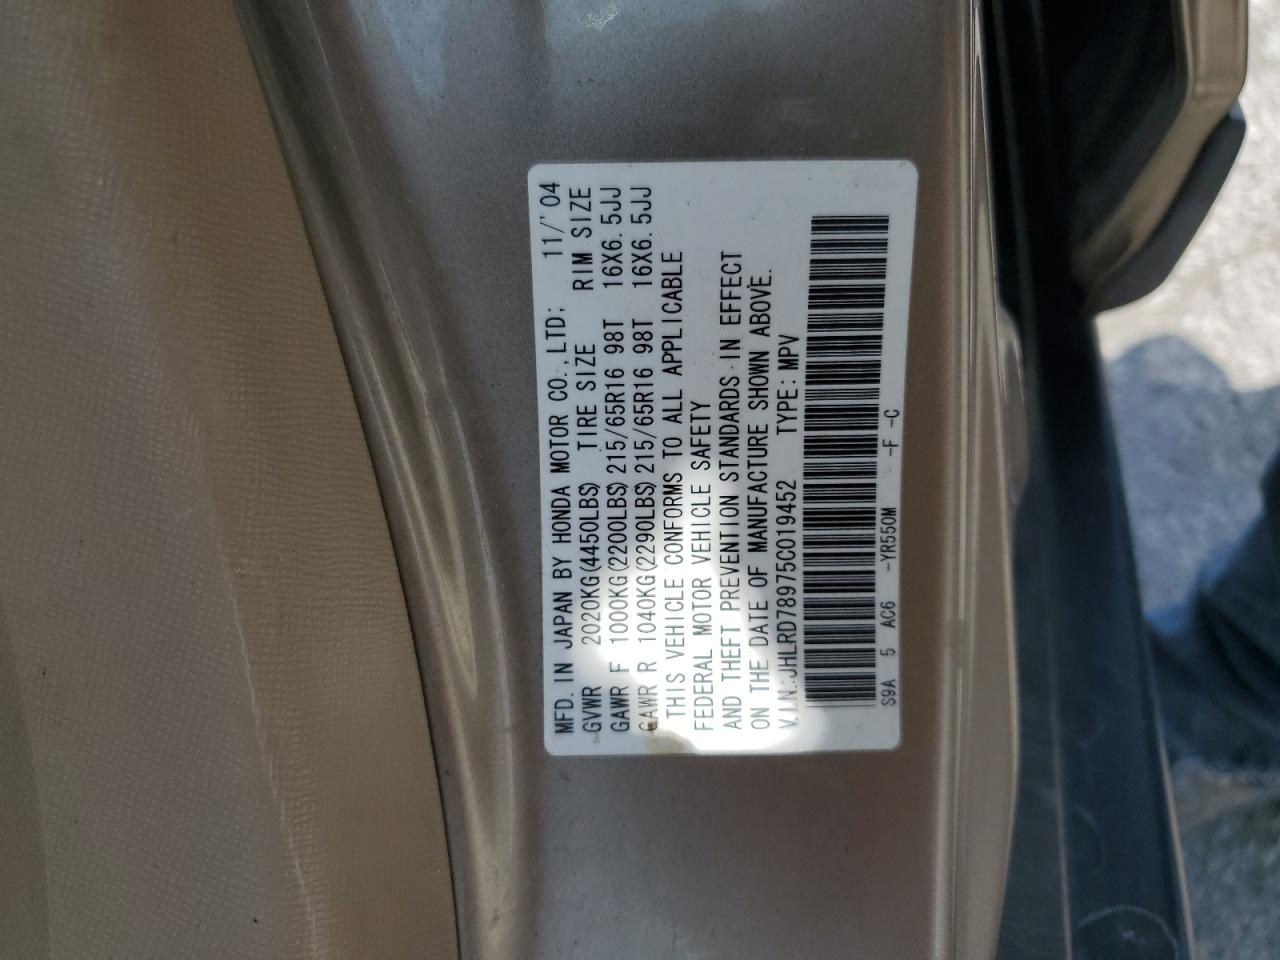 MFD. IN JAPAN BY HONDA MOTOR CO., LTD; 11/'04
GVWR 2020KG(4450LBS) TIRE SIZE RIM SIZE
GAWR F 1000KG(2200LBS)215/65R16 98T 16X6.5JJ
GAWR R 1040KG(2290LBS)215/65R16 98T 16X6.5JJ
THIS VEHICLE CONFORMS TO ALL APPLICABLE
FEDERAL MOTOR VEHICLE SAFETY
AND THEFT PREVENTION STANDARDS IN EFFECT
ON THE DATE OF MANUFACTURE SHOWN ABOVE.
V.I.N:JHLRD78975C019452 TYPE:MPV
S9A 5 AC6 -YR550M -F -C